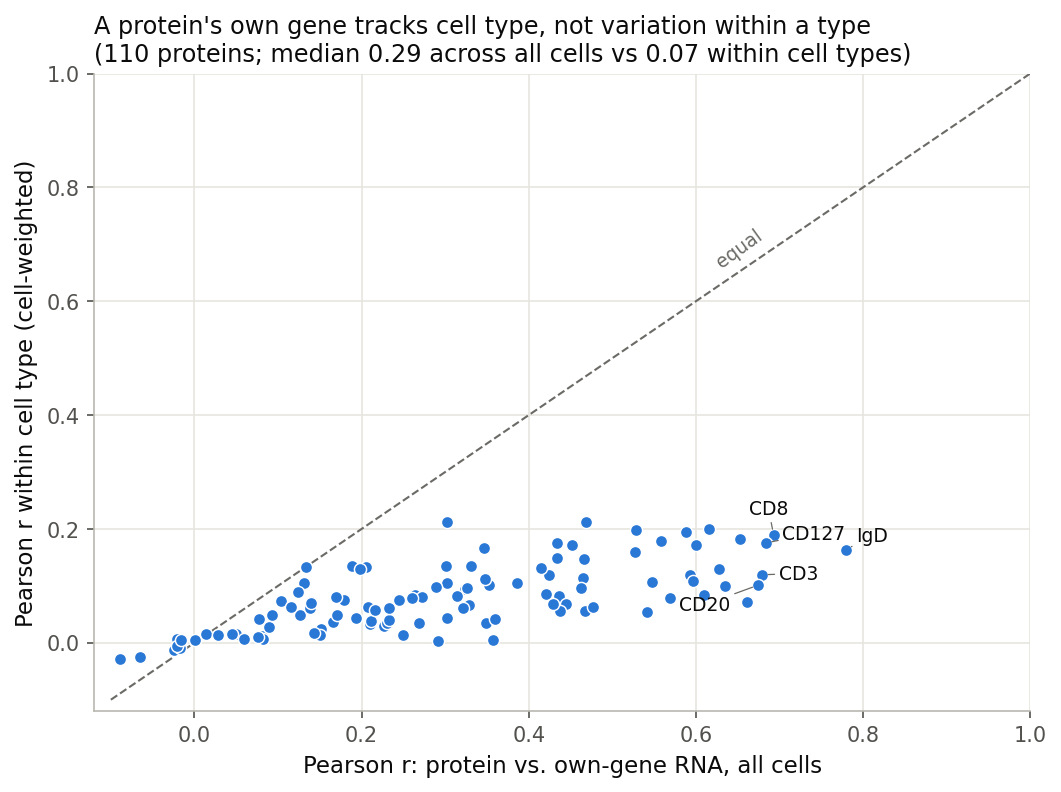 A protein's own gene tracks cell type, not variation within a type
(110 proteins; median 0.29 across all cells vs 0.07 within cell types)
Pearson r within cell type (cell-weighted)
1.0
0.8
0.6
0.4
0.2
0.0
equal
CD8
CD127
IgD
CD3
CD20
0.0
0.2
0.4
0.6
0.8
1.0
Pearson r: protein vs. own-gene RNA, all cells